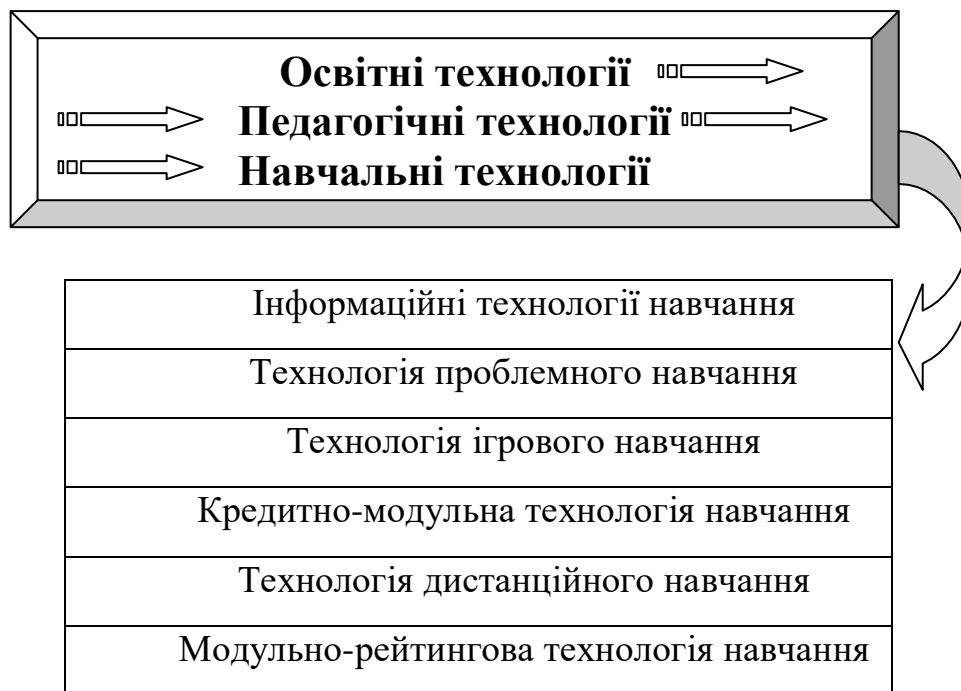 Освітні технології
Педагогічні технології
Навчальні технології
Інформаційні технології навчання
Технологія проблемного навчання
Технологія ігрового навчання
Кредитно-модульна технологія навчання
Технологія дистанційного навчання
Модульно-рейтингова технологія навчання